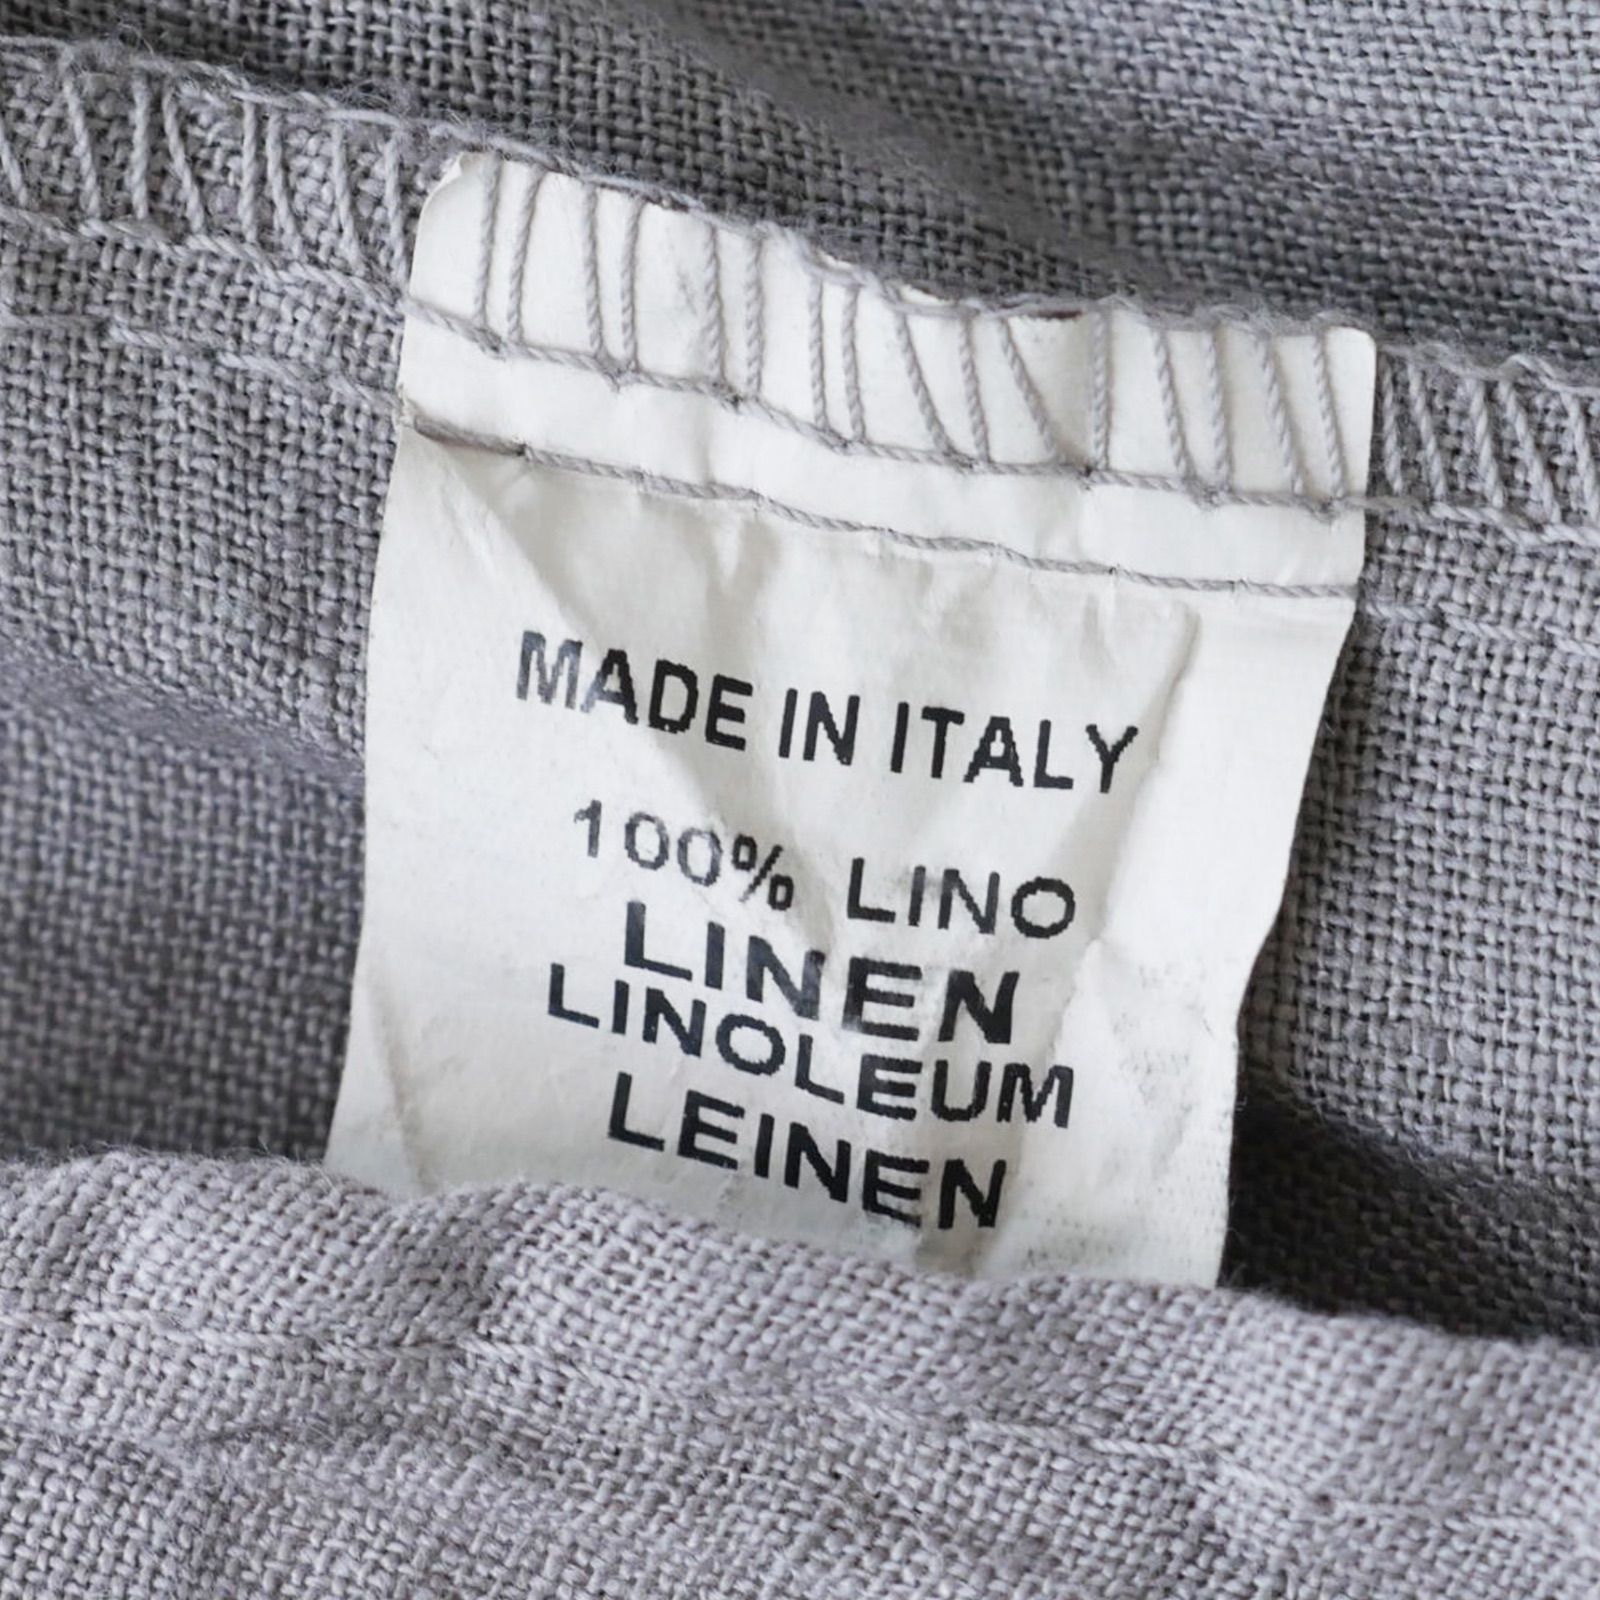 MADE IN ITALY
100% LINO
LINEN
LINOLEUM
LEINEN